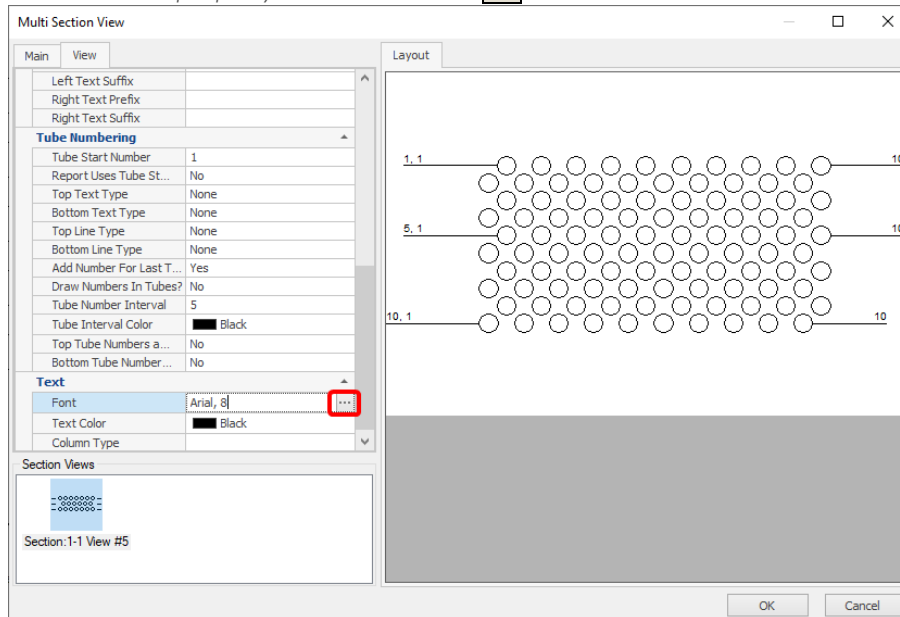 Multi Section View
Main View
Layout
Left Text Suffix
Right Text Prefix
Right Text Suffix
Tube Numbering
Tube Start Number 1
Report Uses Tube St... No
Top Text Type None
Bottom Text Type None
Top Line Type None
Bottom Line Type None
Add Number For Last T... Yes
Draw Numbers In Tubes? No
Tube Number Interval 5
Tube Interval Color Black
Top Tube Numbers a... No
Bottom Tube Number... No
Text
Font Arial, 8 ...
Text Color Black
Column Type
Section Views
Section:1-1 View #5
1, 1 10
5, 1 10
10, 1 10
OK Cancel